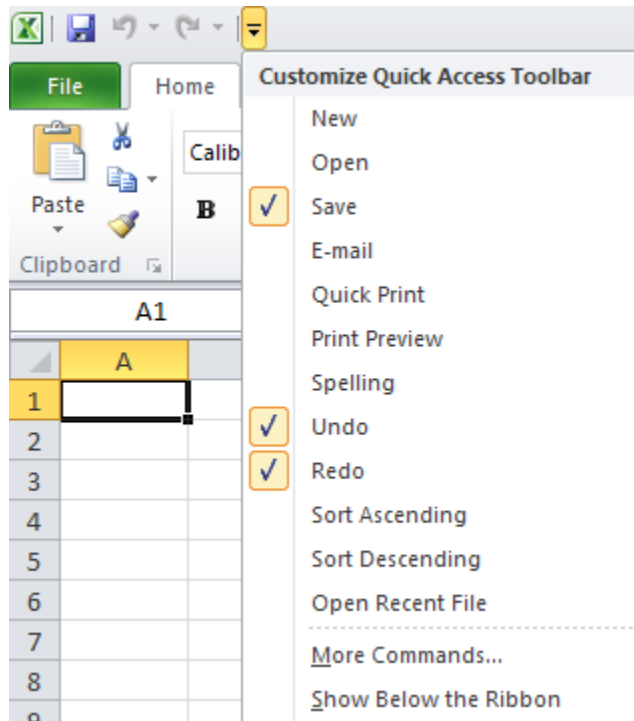 File Home
Customize Quick Access Toolbar
New
Open
Save
E-mail
Quick Print
Print Preview
Spelling
Undo
Redo
Sort Ascending
Sort Descending
Open Recent File
More Commands...
Show Below the Ribbon
Paste
Calib
B
Clipboard
A1
A
1
2
3
4
5
6
7
8
9